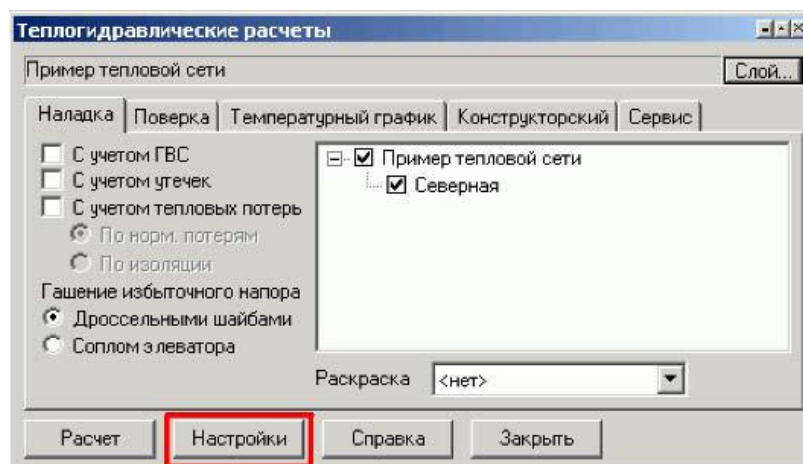 Теплогидравлические расчеты
Пример тепловой сети
Слой...
Наладка Поверка Температурный график Конструкторский Сервис
С учетом ГВС
С учетом утечек
С учетом тепловых потерь
По норм. потерям
По изоляции
Гашение избыточного напора
Дроссельными шайбами
Соплом элеватора
Пример тепловой сети
Северная
Раскраска <нет>
Расчет Настройки Справка Закрыть